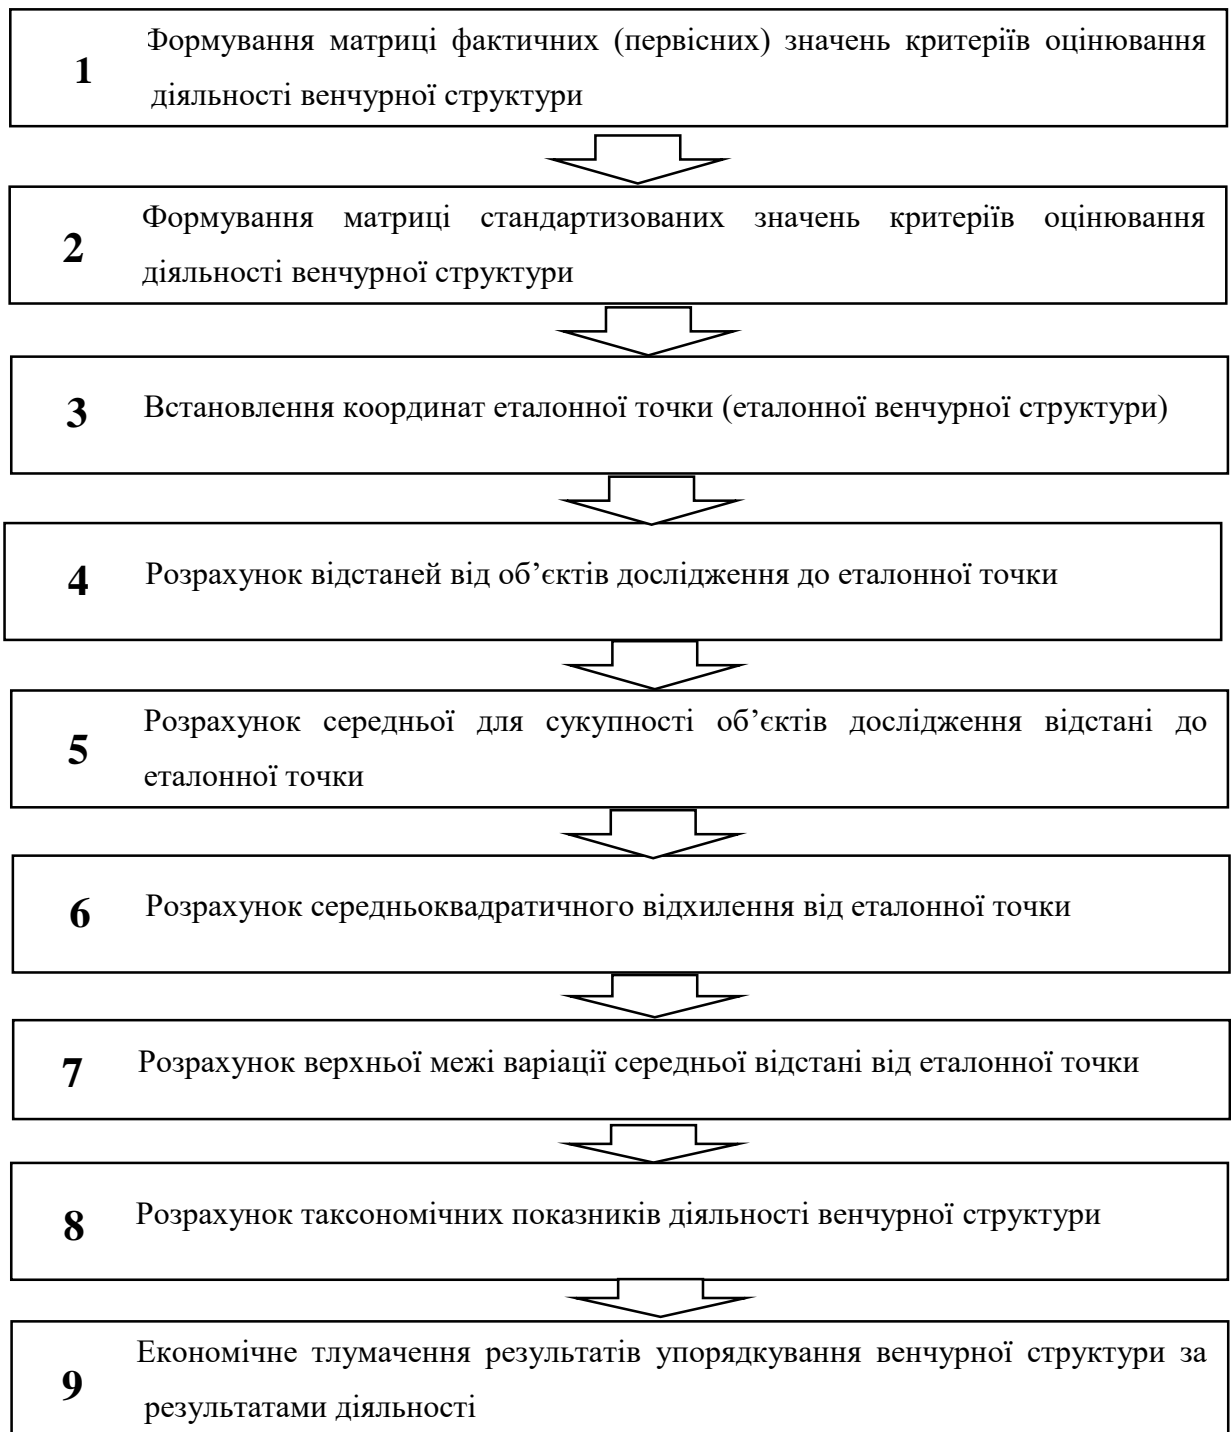 1
Формування матриці фактичних (первісних) значень критеріїв оцінювання
діяльності венчурної структури
2
Формування матриці стандартизованих значень критеріїв оцінювання
діяльності венчурної структури
3
Встановлення координат еталонної точки (еталонної венчурної структури)
4
Розрахунок відстаней від об’єктів дослідження до еталонної точки
5
Розрахунок середньої для сукупності об’єктів дослідження відстані до
еталонної точки
6
Розрахунок середньоквадратичного відхилення від еталонної точки
7
Розрахунок верхньої межі варіації середньої відстані від еталонної точки
8
Розрахунок таксономічних показників діяльності венчурної структури
9
Економічне тлумачення результатів упорядкування венчурної структури за
результатами діяльності